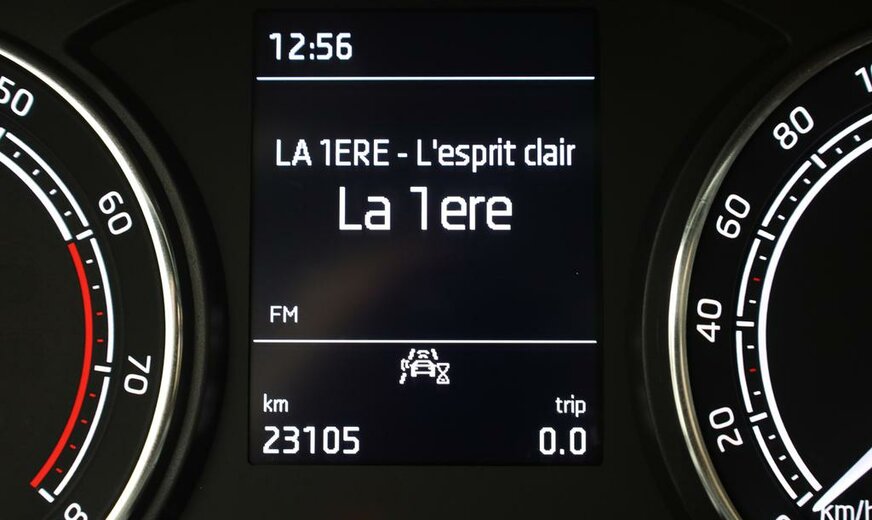 12:56
LA 1ERE - L'esprit clair
La 1ere
FM
km
trip
23105
0.0
50
60
70
8
20
40
60
80
km/h